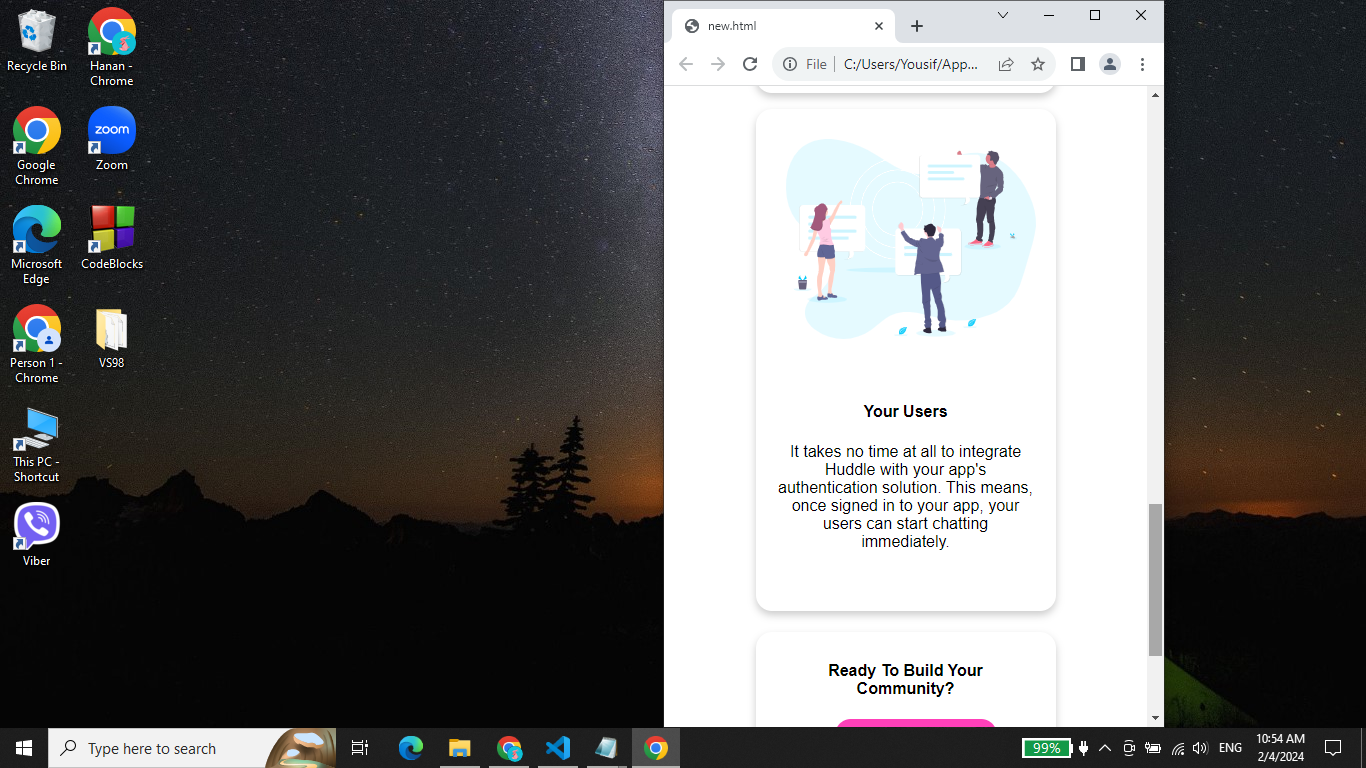 Recycle Bin
Hanan -
Chrome
Google
Chrome
zoom
Zoom
Microsoft
Edge
CodeBlocks
Person 1 -
Chrome
VS98
This PC -
Shortcut
Viber
new.html
File
C:/Users/Yousif/App...
Your Users
It takes no time at all to integrate
Huddle with your app's
authentication solution. This means,
once signed in to your app, your
users can start chatting
immediately.
Ready To Build Your
Community?
Type here to search
99%
ENG
10:54 AM
2/4/2024